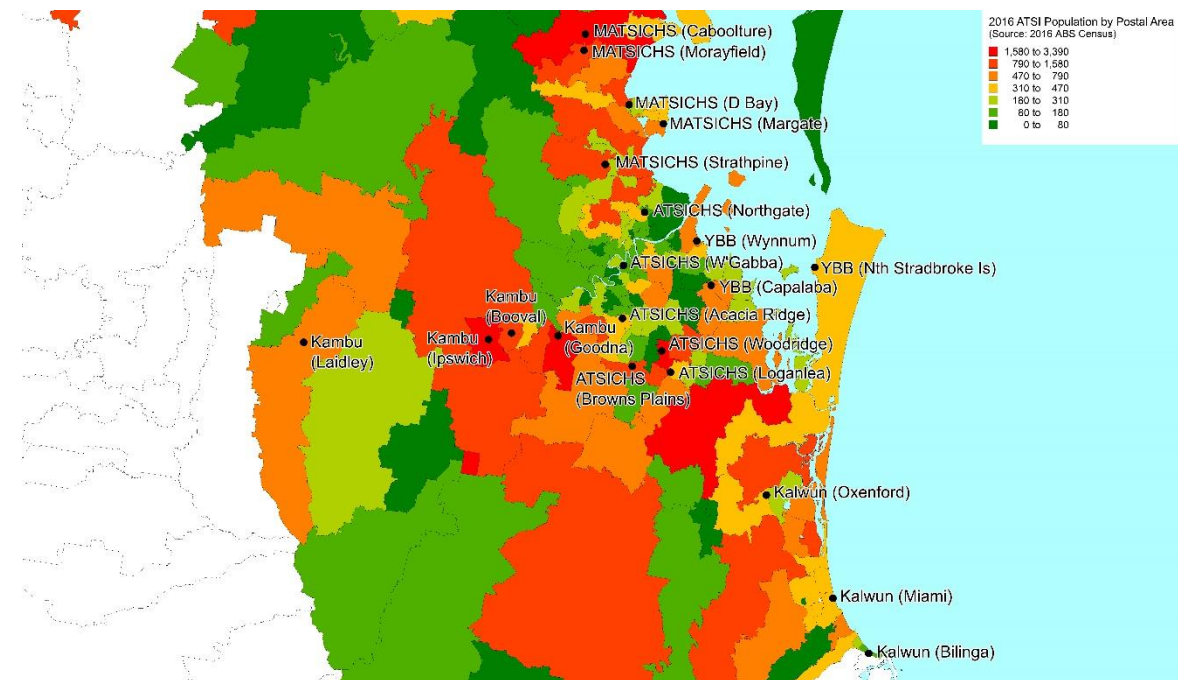 2016 ATSI Population by Postal Area
(Source: 2016 ABS Census)
1,580 to 3,390
790 to 1,580
470 to 790
310 to 470
180 to 310
80 to 180
0 to 80
MATSICHS (Caboolture)
MATSICHS (Morayfield)
MATSICHS (D Bay)
MATSICHS (Margate)
MATSICHS (Strathpine)
ATSICHS (Northgate)
YBB (Wynnum)
ATSICHS (W'Gabba)
YBB (Nth Stradbroke Is)
YBB (Capalaba)
Kambu
(Booval)
ATSICHS (Acacia Ridge)
Kambu
(Laidley)
Kambu
(Ipswich)
Kambu
(Goodna)
ATSICHS (Woodridge)
ATSICHS (Loganlea)
ATSICHS
(Browns Plains)
Kalwun (Oxenford)
Kalwun (Miami)
Kalwun (Bilinga)